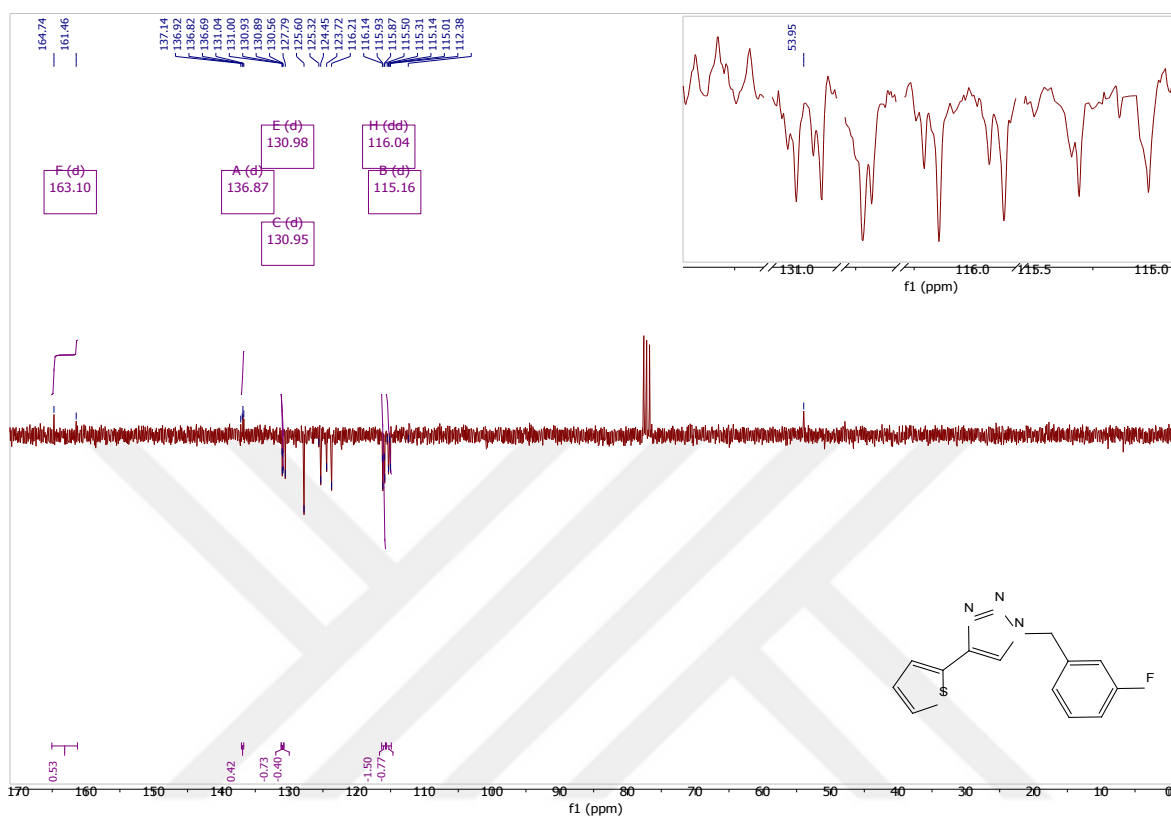 164.74
161.46
137.14
136.92
136.82
136.69
131.04
131.00
130.93
130.89
130.56
127.79
125.60
125.32
124.45
123.72
116.21
116.14
115.93
115.87
115.50
115.31
115.14
115.01
112.38
53.95
E (d)
130.98
H (dd)
116.04
F (d)
163.10
A (d)
136.87
B (d)
115.16
C (d)
130.95
131.0 116.0 115.5 115.0
f1 (ppm)
N
N
N
S
F
0.53
0.42
-0.73
-0.40
-1.50
-0.77
170 160 150 140 130 120 110 100 90 80 70 60 50 40 30 20 10 0
f1 (ppm)